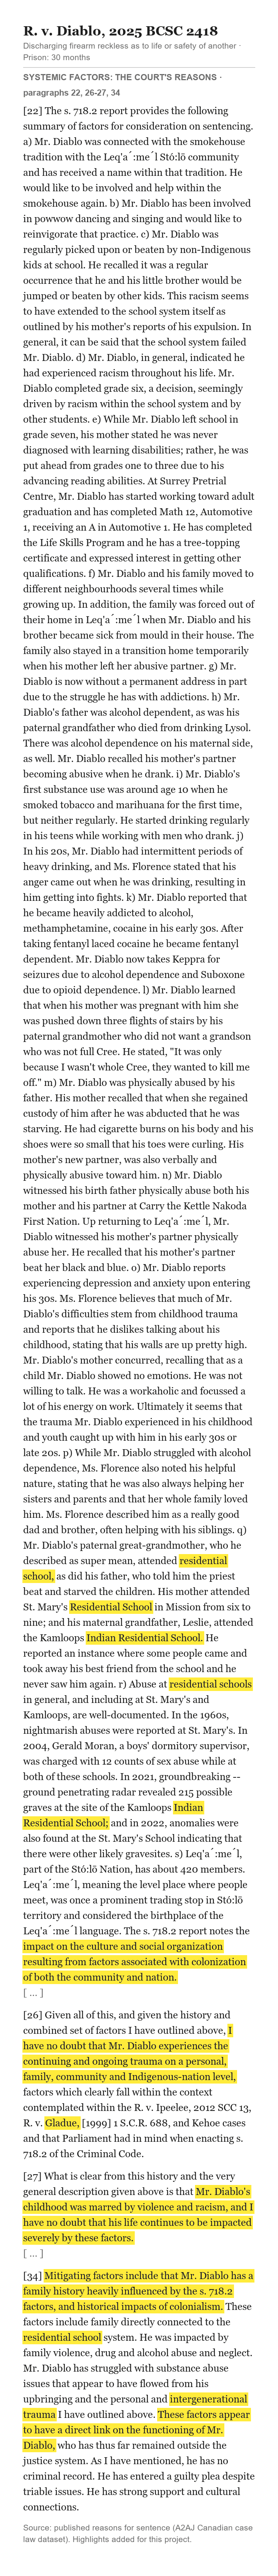 R. v. Diablo, 2025 BCSC 2418
Discharging firearm reckless as to life or safety of another ·
Prison: 30 months
SYSTEMIC FACTORS: THE COURT'S REASONS ·
paragraphs 22, 26-27, 34
[22] The s. 718.2 report provides the following
summary of factors for consideration on sentencing.
a) Mr. Diablo was connected with the smokehouse
tradition with the Leq'a´:me´l Stó:lō community
and has received a name within that tradition. He
would like to be involved and help within the
smokehouse again. b) Mr. Diablo has been involved
in powwow dancing and singing and would like to
reinvigorate that practice. c) Mr. Diablo was
regularly picked upon or beaten by non-Indigenous
kids at school. He recalled it was a regular
occurrence that he and his little brother would be
jumped or beaten by other kids. This racism seems
to have extended to the school system itself as
outlined by his mother's reports of his expulsion. In
general, it can be said that the school system failed
Mr. Diablo. d) Mr. Diablo, in general, indicated he
had experienced racism throughout his life. Mr.
Diablo completed grade six, a decision, seemingly
driven by racism within the school system and by
other students. e) While Mr. Diablo left school in
grade seven, his mother stated he was never
diagnosed with learning disabilities; rather, he was
put ahead from grades one to three due to his
advancing reading abilities. At Surrey Pretrial
Centre, Mr. Diablo has started working toward adult
graduation and has completed Math 12, Automotive
1, receiving an A in Automotive 1. He has completed
the Life Skills Program and he has a tree-topping
certificate and expressed interest in getting other
qualifications. f) Mr. Diablo and his family moved to
different neighbourhoods several times while
growing up. In addition, the family was forced out of
their home in Leq'a´:me´l when Mr. Diablo and his
brother became sick from mould in their house. The
family also stayed in a transition home temporarily
when his mother left her abusive partner. g) Mr.
Diablo is now without a permanent address in part
due to the struggle he has with addictions. h) Mr.
Diablo's father was alcohol dependent, as was his
paternal grandfather who died from drinking Lysol.
There was alcohol dependence on his maternal side,
as well. Mr. Diablo recalled his mother's partner
becoming abusive when he drank. i) Mr. Diablo's
first substance use was around age 10 when he
smoked tobacco and marihuana for the first time,
but neither regularly. He started drinking regularly
in his teens while working with men who drank. j)
In his 20s, Mr. Diablo had intermittent periods of
heavy drinking, and Ms. Florence stated that his
anger came out when he was drinking, resulting in
him getting into fights. k) Mr. Diablo reported that
he became heavily addicted to alcohol,
methamphetamine, cocaine in his early 30s. After
taking fentanyl laced cocaine he became fentanyl
dependent. Mr. Diablo now takes Keppra for
seizures due to alcohol dependence and Suboxone
due to opioid dependence. l) Mr. Diablo learned
that when his mother was pregnant with him she
was pushed down three flights of stairs by his
paternal grandmother who did not want a grandson
who was not full Cree. He stated, "It was only
because I wasn't whole Cree, they wanted to kill me
off." m) Mr. Diablo was physically abused by his
father. His mother recalled that when she regained
custody of him after he was abducted that he was
starving. He had cigarette burns on his body and his
shoes were so small that his toes were curling. His
mother's new partner, was also verbally and
physically abusive toward him. n) Mr. Diablo
witnessed his birth father physically abuse both his
mother and his partner at Carry the Kettle Nakoda
First Nation. Up returning to Leq'a´:me´l, Mr.
Diablo witnessed his mother's partner physically
abuse her. He recalled that his mother's partner
beat her black and blue. o) Mr. Diablo reports
experiencing depression and anxiety upon entering
his 30s. Ms. Florence believes that much of Mr.
Diablo's difficulties stem from childhood trauma
and reports that he dislikes talking about his
childhood, stating that his walls are up pretty high.
Mr. Diablo's mother concurred, recalling that as a
child Mr. Diablo showed no emotions. He was not
willing to talk. He was a workaholic and focussed a
lot of his energy on work. Ultimately it seems that
the trauma Mr. Diablo experienced in his childhood
and youth caught up with him in his early 30s or
late 20s. p) While Mr. Diablo struggled with alcohol
dependence, Ms. Florence also noted his helpful
nature, stating that he was also always helping her
sisters and parents and that her whole family loved
him. Ms. Florence described him as a really good
dad and brother, often helping with his siblings. q)
Mr. Diablo's paternal great-grandmother, who he
described as super mean, attended residential
school, as did his father, who told him the priest
beat and starved the children. His mother attended
St. Mary's Residential School in Mission from six to
nine; and his maternal grandfather, Leslie, attended
the Kamloops Indian Residential School. He
reported an instance where some people came and
took away his best friend from the school and he
never saw him again. r) Abuse at residential schools
in general, and including at St. Mary's and
Kamloops, are well-documented. In the 1960s,
nightmarish abuses were reported at St. Mary's. In
2004, Gerald Moran, a boys' dormitory supervisor,
was charged with 12 counts of sex abuse while at
both of these schools. In 2021, groundbreaking --
ground penetrating radar revealed 215 possible
graves at the site of the Kamloops Indian
Residential School; and in 2022, anomalies were
also found at the St. Mary's School indicating that
there were other likely gravesites. s) Leq'a´:me´l,
part of the Stó:lō Nation, has about 420 members.
Leq'a´:me´l, meaning the level place where people
meet, was once a prominent trading stop in Stó:lō
territory and considered the birthplace of the
Leq'a´:me´l language. The s. 718.2 report notes the
impact on the culture and social organization
resulting from factors associated with colonization
of both the community and nation.
[ ... ]
[26] Given all of this, and given the history and
combined set of factors I have outlined above, I
have no doubt that Mr. Diablo experiences the
continuing and ongoing trauma on a personal,
family, community and Indigenous-nation level,
factors which clearly fall within the context
contemplated within the R. v. Ipeelee, 2012 SCC 13,
R. v. Gladue, [1999] 1 S.C.R. 688, and Kehoe cases
and that Parliament had in mind when enacting s.
718.2 of the Criminal Code.
[27] What is clear from this history and the very
general description given above is that Mr. Diablo's
childhood was marred by violence and racism, and I
have no doubt that his life continues to be impacted
severely by these factors.
[ ... ]
[34] Mitigating factors include that Mr. Diablo has a
family history heavily influenced by the s. 718.2
factors, and historical impacts of colonialism. These
factors include family directly connected to the
residential school system. He was impacted by
family violence, drug and alcohol abuse and neglect.
Mr. Diablo has struggled with substance abuse
issues that appear to have flowed from his
upbringing and the personal and intergenerational
trauma I have outlined above. These factors appear
to have a direct link on the functioning of Mr.
Diablo, who has thus far remained outside the
justice system. As I have mentioned, he has no
criminal record. He has entered a guilty plea despite
triable issues. He has strong support and cultural
connections.
Source: published reasons for sentence (A2AJ Canadian case
law dataset). Highlights added for this project.